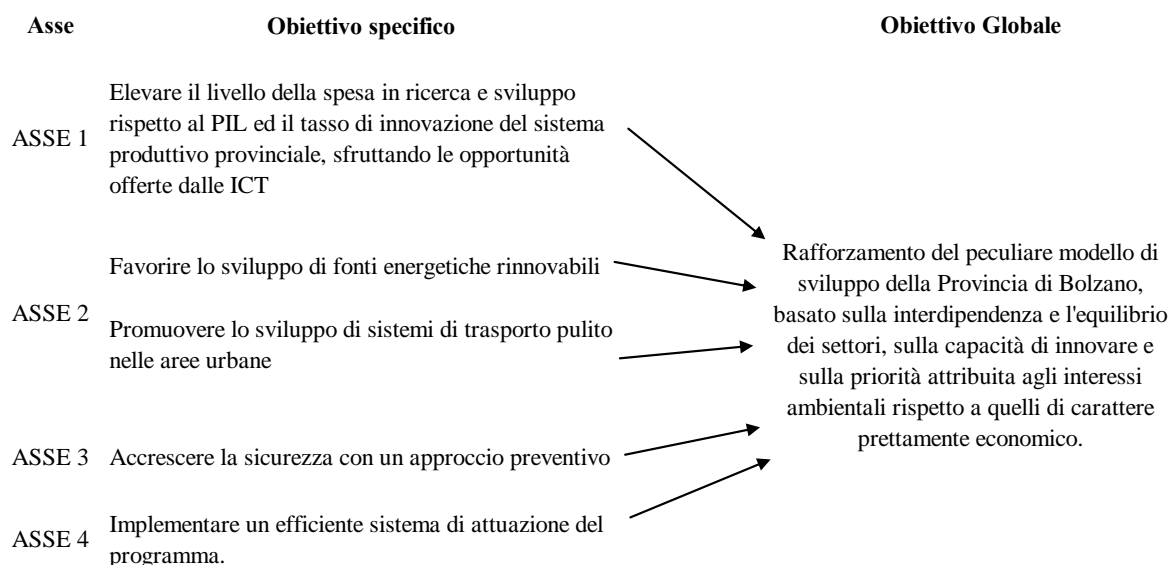 Asse Obiettivo specifico Obiettivo Globale
ASSE 1
Elevare il livello della spesa in ricerca e sviluppo
rispetto al PIL ed il tasso di innovazione del sistema
produttivo provinciale, sfruttando le opportunità
offerte dalle ICT
ASSE 2
Favorire lo sviluppo di fonti energetiche rinnovabili
Promuovere lo sviluppo di sistemi di trasporto pulito
nelle aree urbane
ASSE 3 Accrescere la sicurezza con un approccio preventivo
ASSE 4
Implementare un efficiente sistema di attuazione del
programma.
Rafforzamento del peculiare modello di
sviluppo della Provincia di Bolzano,
basato sulla interdipendenza e l'equilibrio
dei settori, sulla capacità di innovare e
sulla priorità attribuita agli interessi
ambientali rispetto a quelli di carattere
prettamente economico.